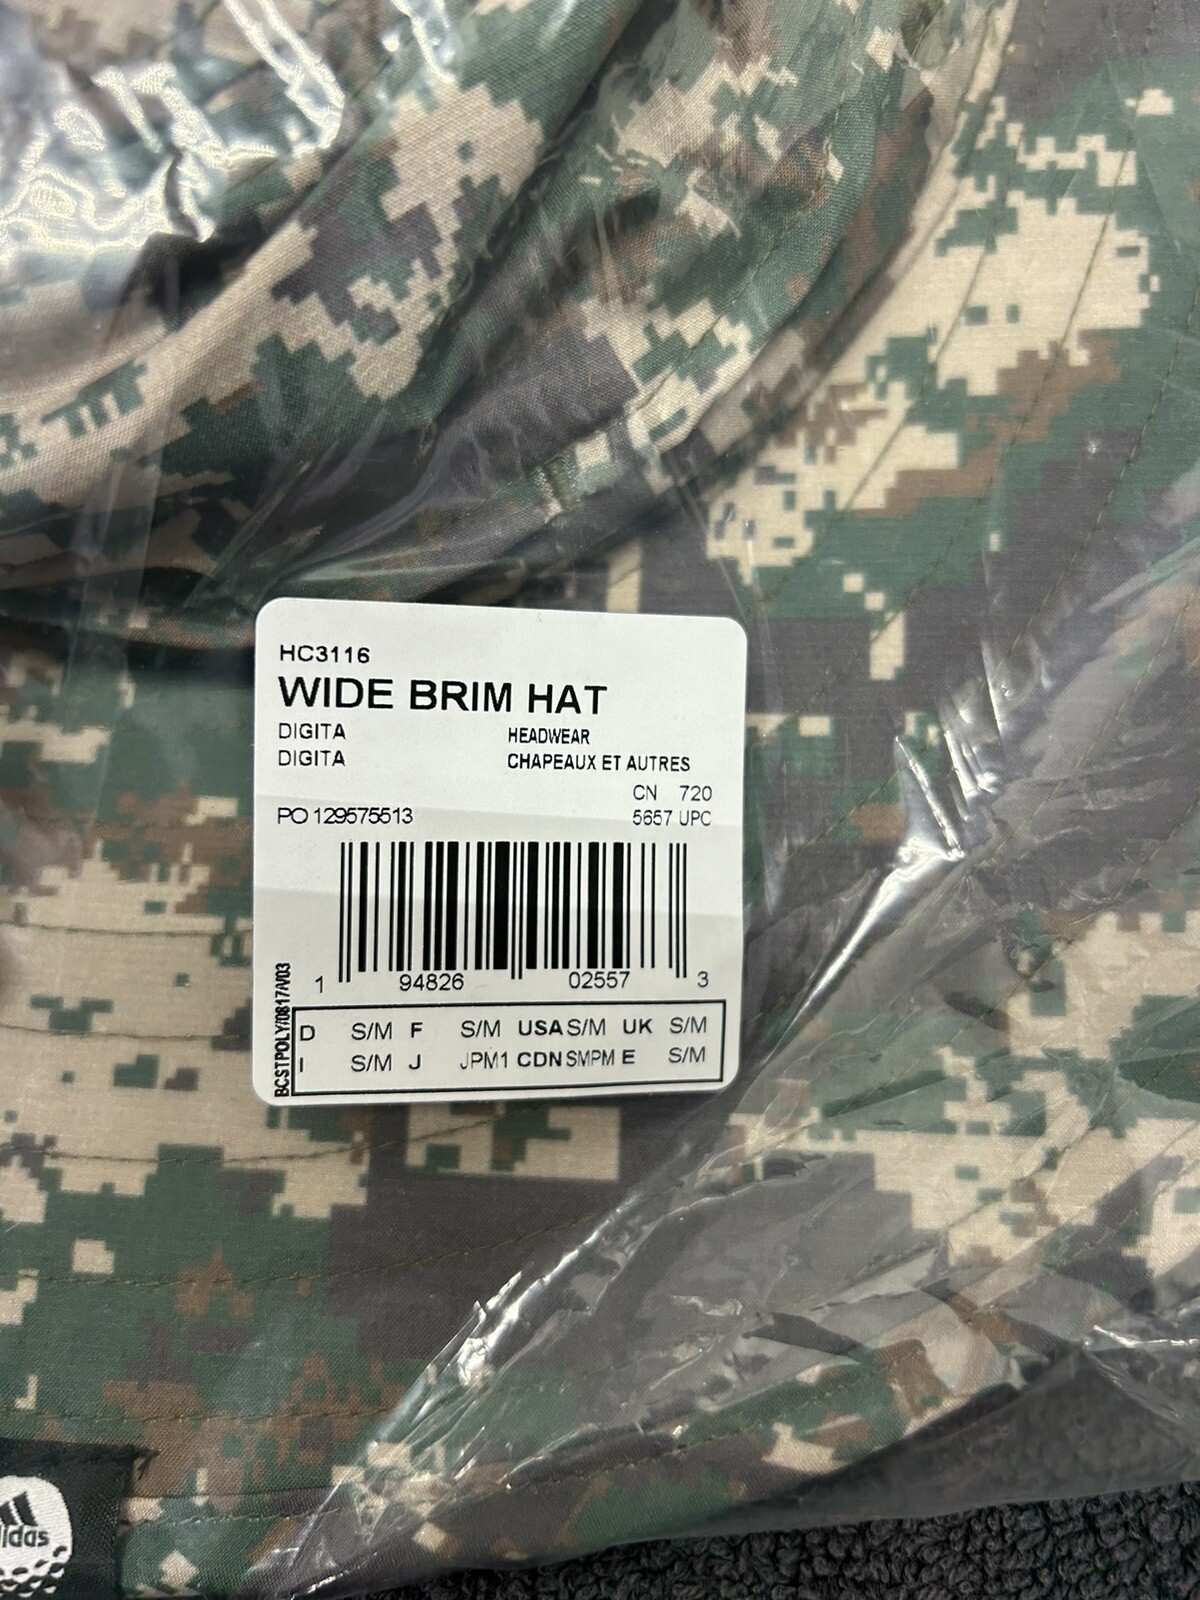 HC3116
WIDE BRIM HAT
DIGITA HEADWEAR
DIGITA CHAPEAUX ET AUTRES
CN 720
PO 129575513 5657 UPC
1 94826 02557 3
BCSTPOLY/0817/V03
D S/M F S/M USA S/M UK S/M
I S/M J JPM1 CDN SMPM E S/M
adidas